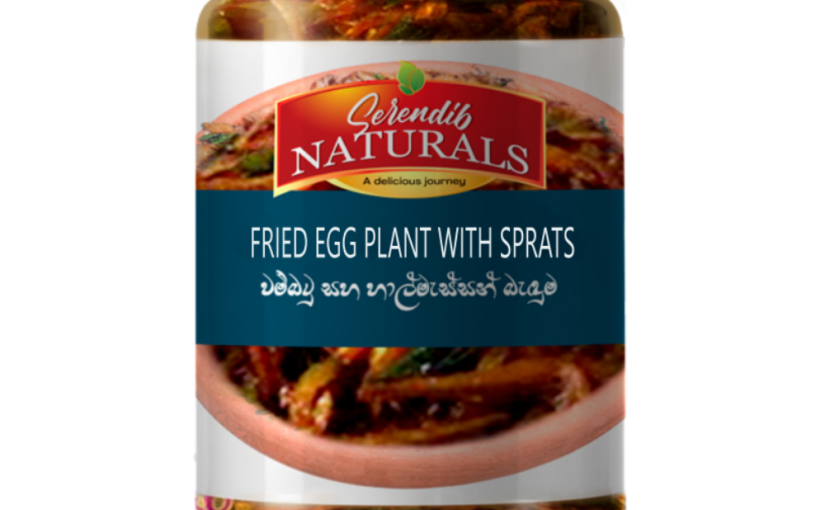 Serendib
NATURALS
A delicious journey
FRIED EGG PLANT WITH SPRATS
වම්බටු සහ හාල්මැස්සන් බැඳුම